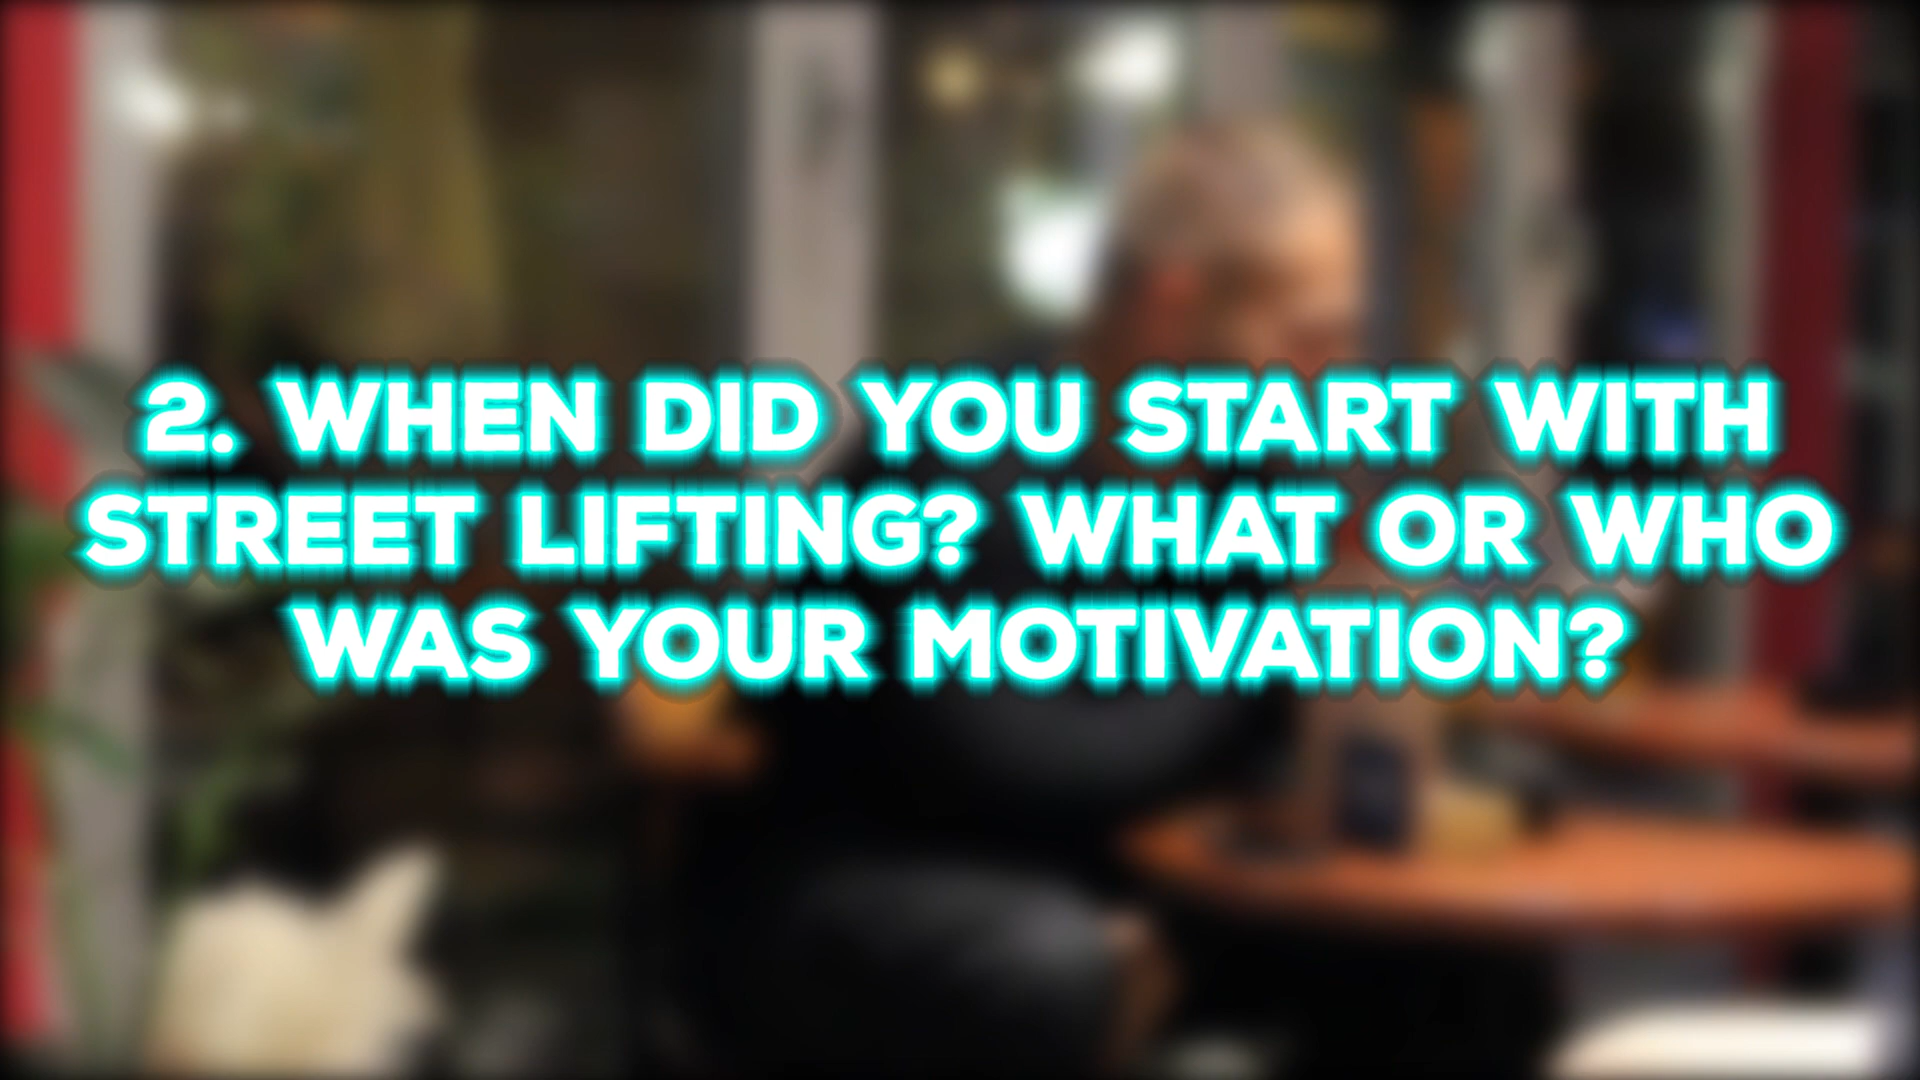 2. WHEN DID YOU START WITH
STREET LIFTING? WHAT OR WHO
WAS YOUR MOTIVATION?